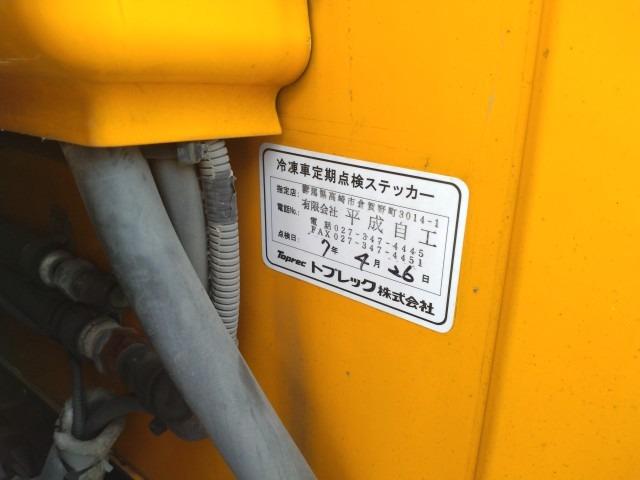 冷凍車定期点検ステッカー
指定店: 群馬県高崎市倉賀野町3014-1
有限会社 平成自工
電話No.: 電話027-347-4445
FAX027-347-4451
点検日: 7年 4月 26日
Toprec トプレック株式会社